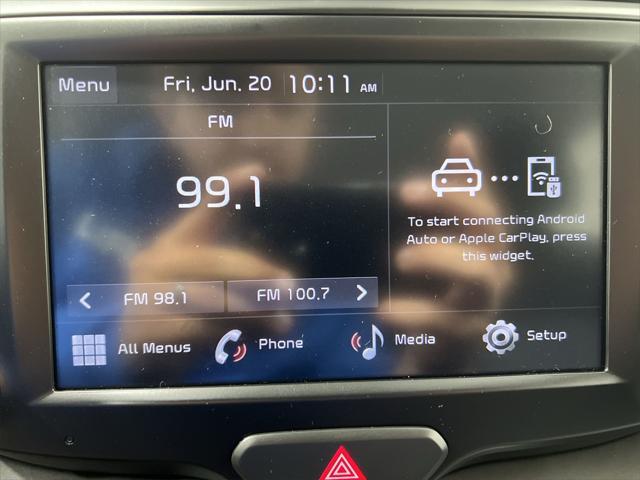 Menu
Fri, Jun. 20
10:11 AM
FM
99.1
FM 98.1
FM 100.7
To start connecting Android
Auto or Apple CarPlay, press
this widget.
All Menus
Phone
Media
Setup